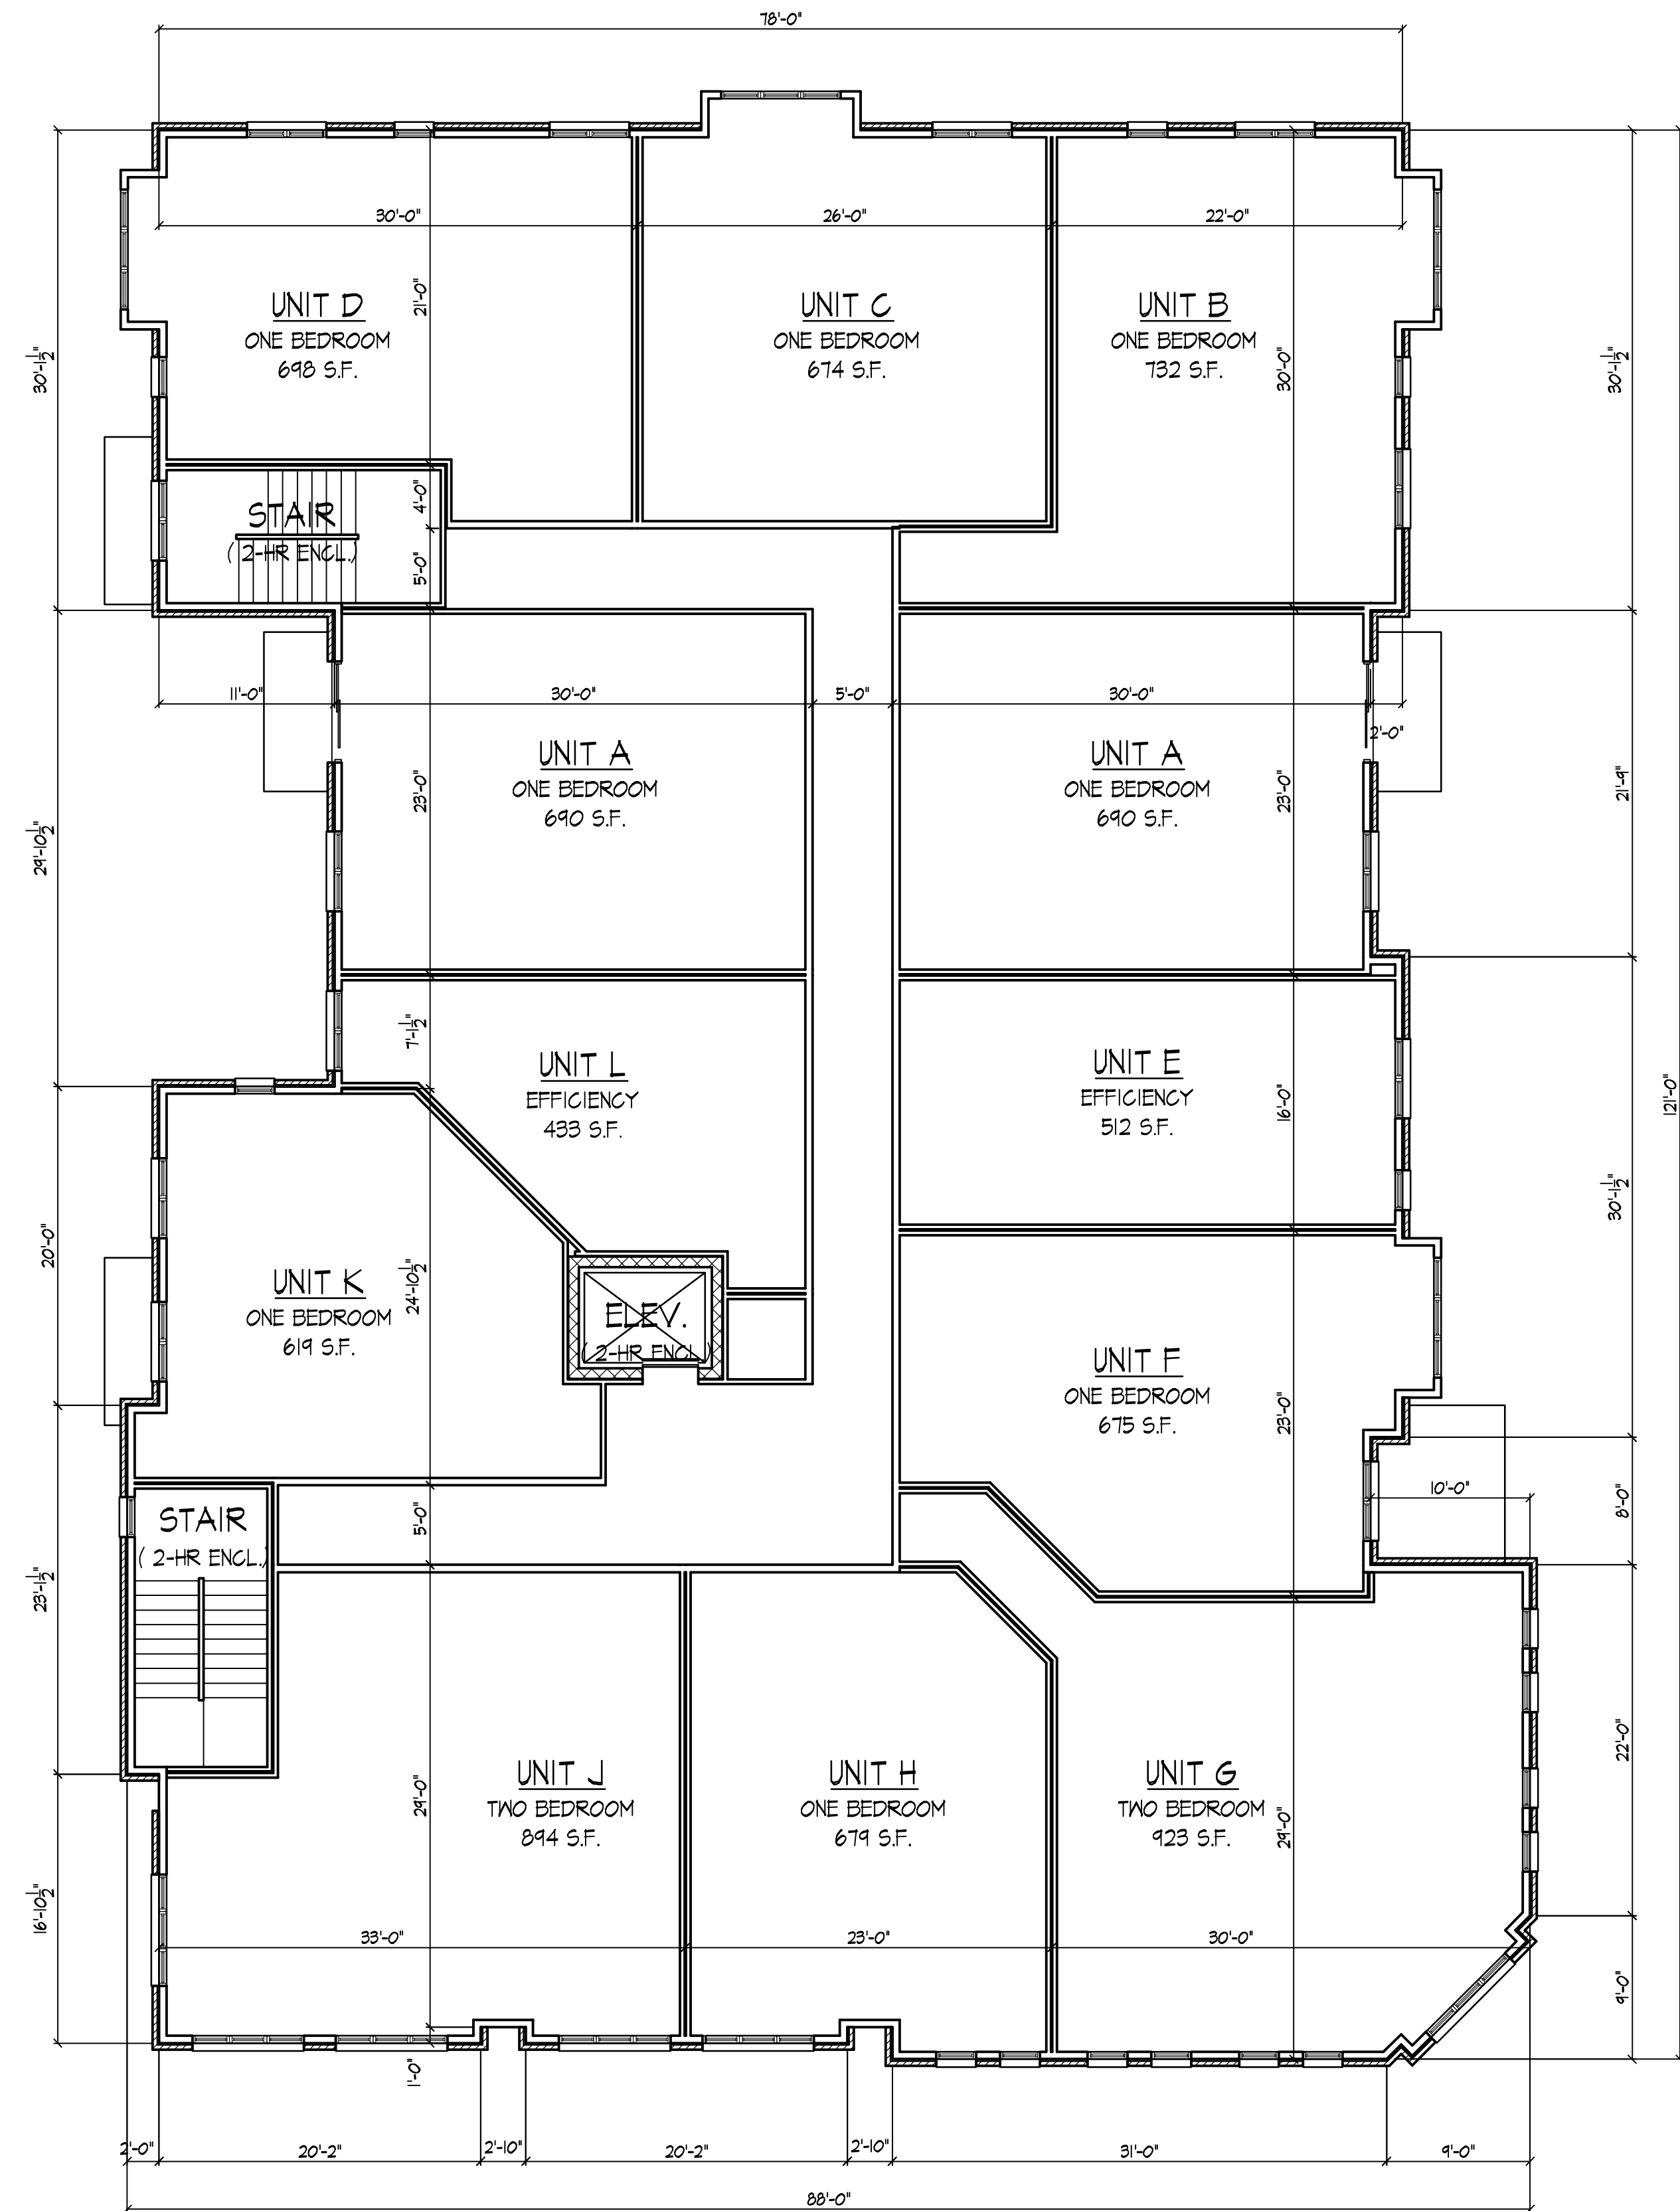 78'-0"
30'-0"
26'-0"
22'-0"
21'-0"
UNIT D
ONE BEDROOM
698 S.F.
UNIT C
ONE BEDROOM
674 S.F.
UNIT B
ONE BEDROOM
732 S.F.
30'-1½"
30'-0"
30'-1½"
STAIR
( 2-HR ENCL.)
4'-0"
5'-0"
11'-0"
30'-0"
5'-0"
30'-0"
2'-0"
UNIT A
ONE BEDROOM
690 S.F.
UNIT A
ONE BEDROOM
690 S.F.
29'-10½"
23'-0"
23'-0"
21'-9"
7'-1½"
UNIT L
EFFICIENCY
433 S.F.
UNIT E
EFFICIENCY
512 S.F.
16'-0"
121'-0"
30'-1½"
20'-0"
UNIT K
ONE BEDROOM
619 S.F.
24'-10½"
ELEV.
( 2-HR ENCL.)
UNIT F
ONE BEDROOM
675 S.F.
23'-0"
10'-0"
8'-0"
STAIR
( 2-HR ENCL.)
5'-0"
23'-1½"
UNIT J
TWO BEDROOM
894 S.F.
UNIT H
ONE BEDROOM
679 S.F.
UNIT G
TWO BEDROOM
923 S.F.
29'-0"
29'-0"
22'-0"
16'-10½"
33'-0"
23'-0"
30'-0"
9'-0"
1'-0"
2'-0"
20'-2"
2'-10"
20'-2"
2'-10"
31'-0"
9'-0"
88'-0"